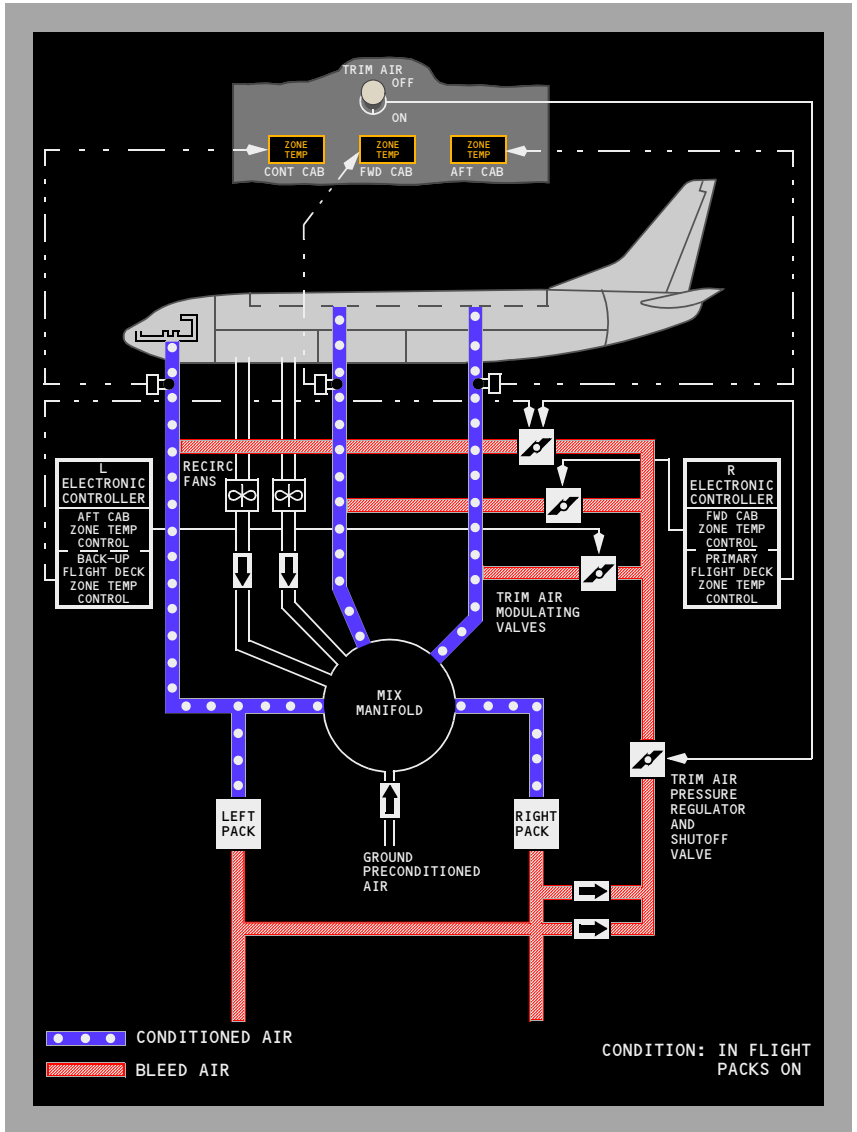 TRIM AIR
OFF
ON
ZONE
TEMP
ZONE
TEMP
ZONE
TEMP
CONT CAB
FWD CAB
AFT CAB
RECIRC
FANS
L
ELECTRONIC
CONTROLLER
AFT CAB
ZONE TEMP
CONTROL
BACK-UP
FLIGHT DECK
ZONE TEMP
CONTROL
R
ELECTRONIC
CONTROLLER
FWD CAB
ZONE TEMP
CONTROL
PRIMARY
FLIGHT DECK
ZONE TEMP
CONTROL
TRIM AIR
MODULATING
VALVES
MIX
MANIFOLD
LEFT
PACK
RIGHT
PACK
TRIM AIR
PRESSURE
REGULATOR
AND
SHUTOFF
VALVE
GROUND
PRECONDITIONED
AIR
CONDITIONED AIR
BLEED AIR
CONDITION: IN FLIGHT
PACKS ON